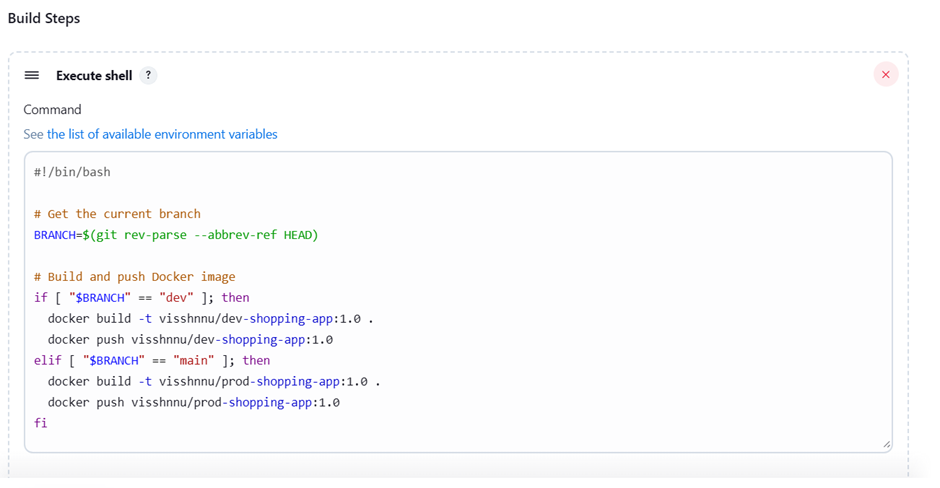 Build Steps
Execute shell ?
Command
See the list of available environment variables
#!/bin/bash
# Get the current branch
BRANCH=$(git rev-parse --abbrev-ref HEAD)
# Build and push Docker image
if [ "$BRANCH" == "dev" ]; then
  docker build -t visshnnu/dev-shopping-app:1.0 .
  docker push visshnnu/dev-shopping-app:1.0
elif [ "$BRANCH" == "main" ]; then
  docker build -t visshnnu/prod-shopping-app:1.0 .
  docker push visshnnu/prod-shopping-app:1.0
fi